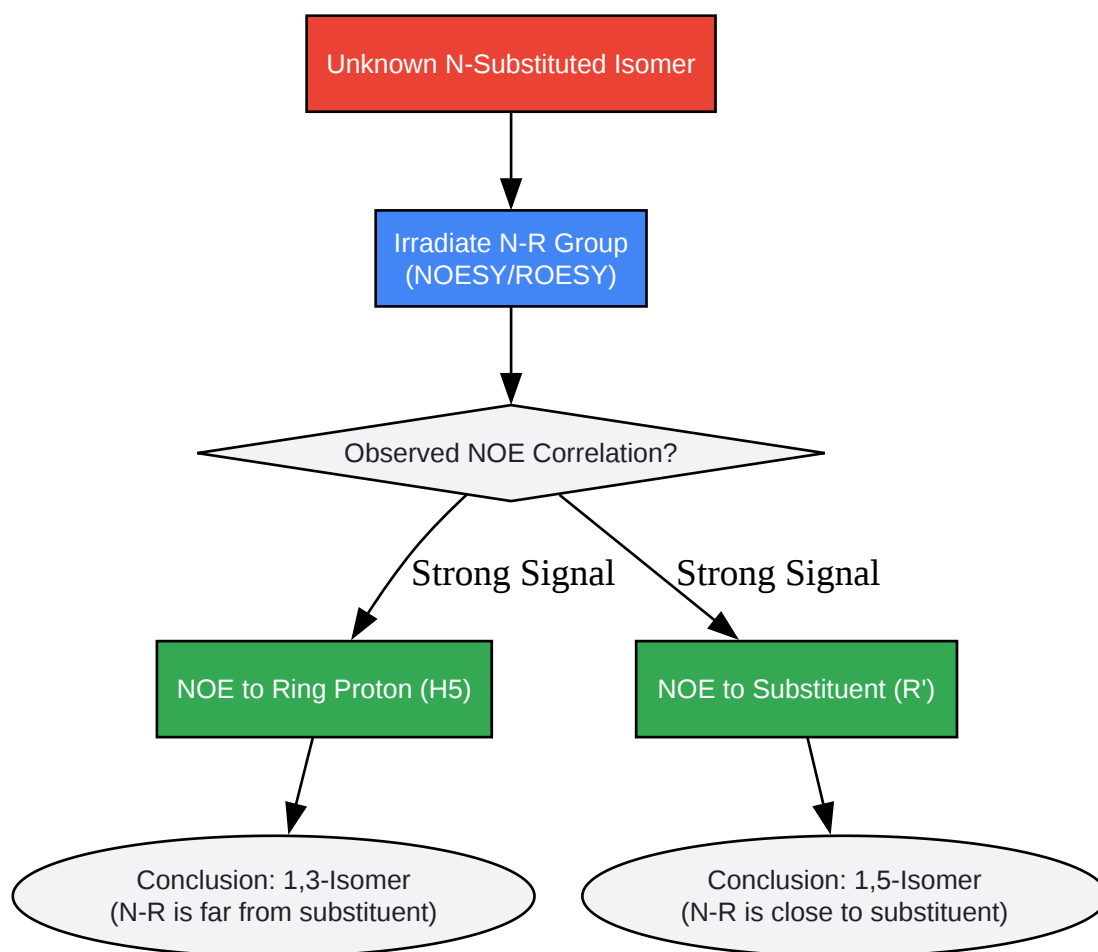 Unknown N-Substituted Isomer
Irradiate N-R Group
(NOESY/ROESY)
Observed NOE Correlation?
Strong Signal
Strong Signal
NOE to Ring Proton (H5)
NOE to Substituent (R')
Conclusion: 1,3-Isomer
(N-R is far from substituent)
Conclusion: 1,5-Isomer
(N-R is close to substituent)